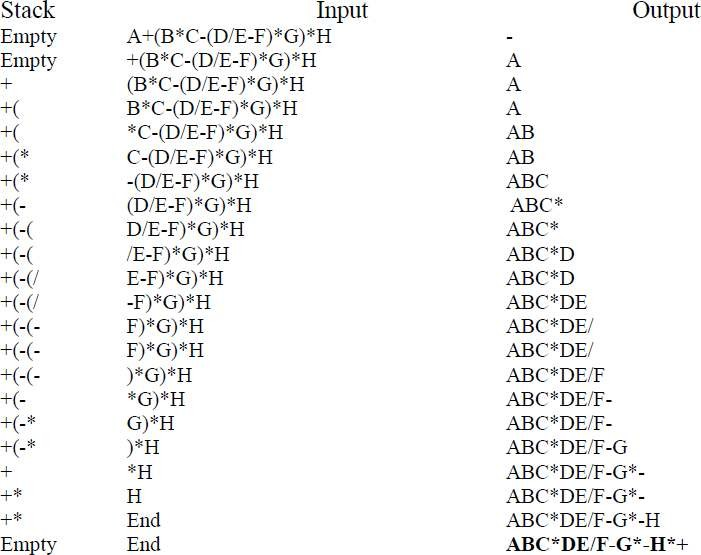 Stack Input Output
Empty A+(B*C-(D/E-F)*G)*H -
Empty +(B*C-(D/E-F)*G)*H A
+ (B*C-(D/E-F)*G)*H A
+( B*C-(D/E-F)*G)*H A
+( *C-(D/E-F)*G)*H AB
+(* C-(D/E-F)*G)*H AB
+(* -(D/E-F)*G)*H ABC
+(- (D/E-F)*G)*H ABC*
+(-( D/E-F)*G)*H ABC*
+(-( /E-F)*G)*H ABC*D
+(-(/ E-F)*G)*H ABC*D
+(-(/ -F)*G)*H ABC*DE
+(-(- F)*G)*H ABC*DE/
+(-(- F)*G)*H ABC*DE/
+(-(- )*G)*H ABC*DE/F
+(- *G)*H ABC*DE/F-
+(-* G)*H ABC*DE/F-
+(-* )*H ABC*DE/F-G
+ *H ABC*DE/F-G*-
+* H ABC*DE/F-G*-
+* End ABC*DE/F-G*-H
Empty End ABC*DE/F-G*-H*+